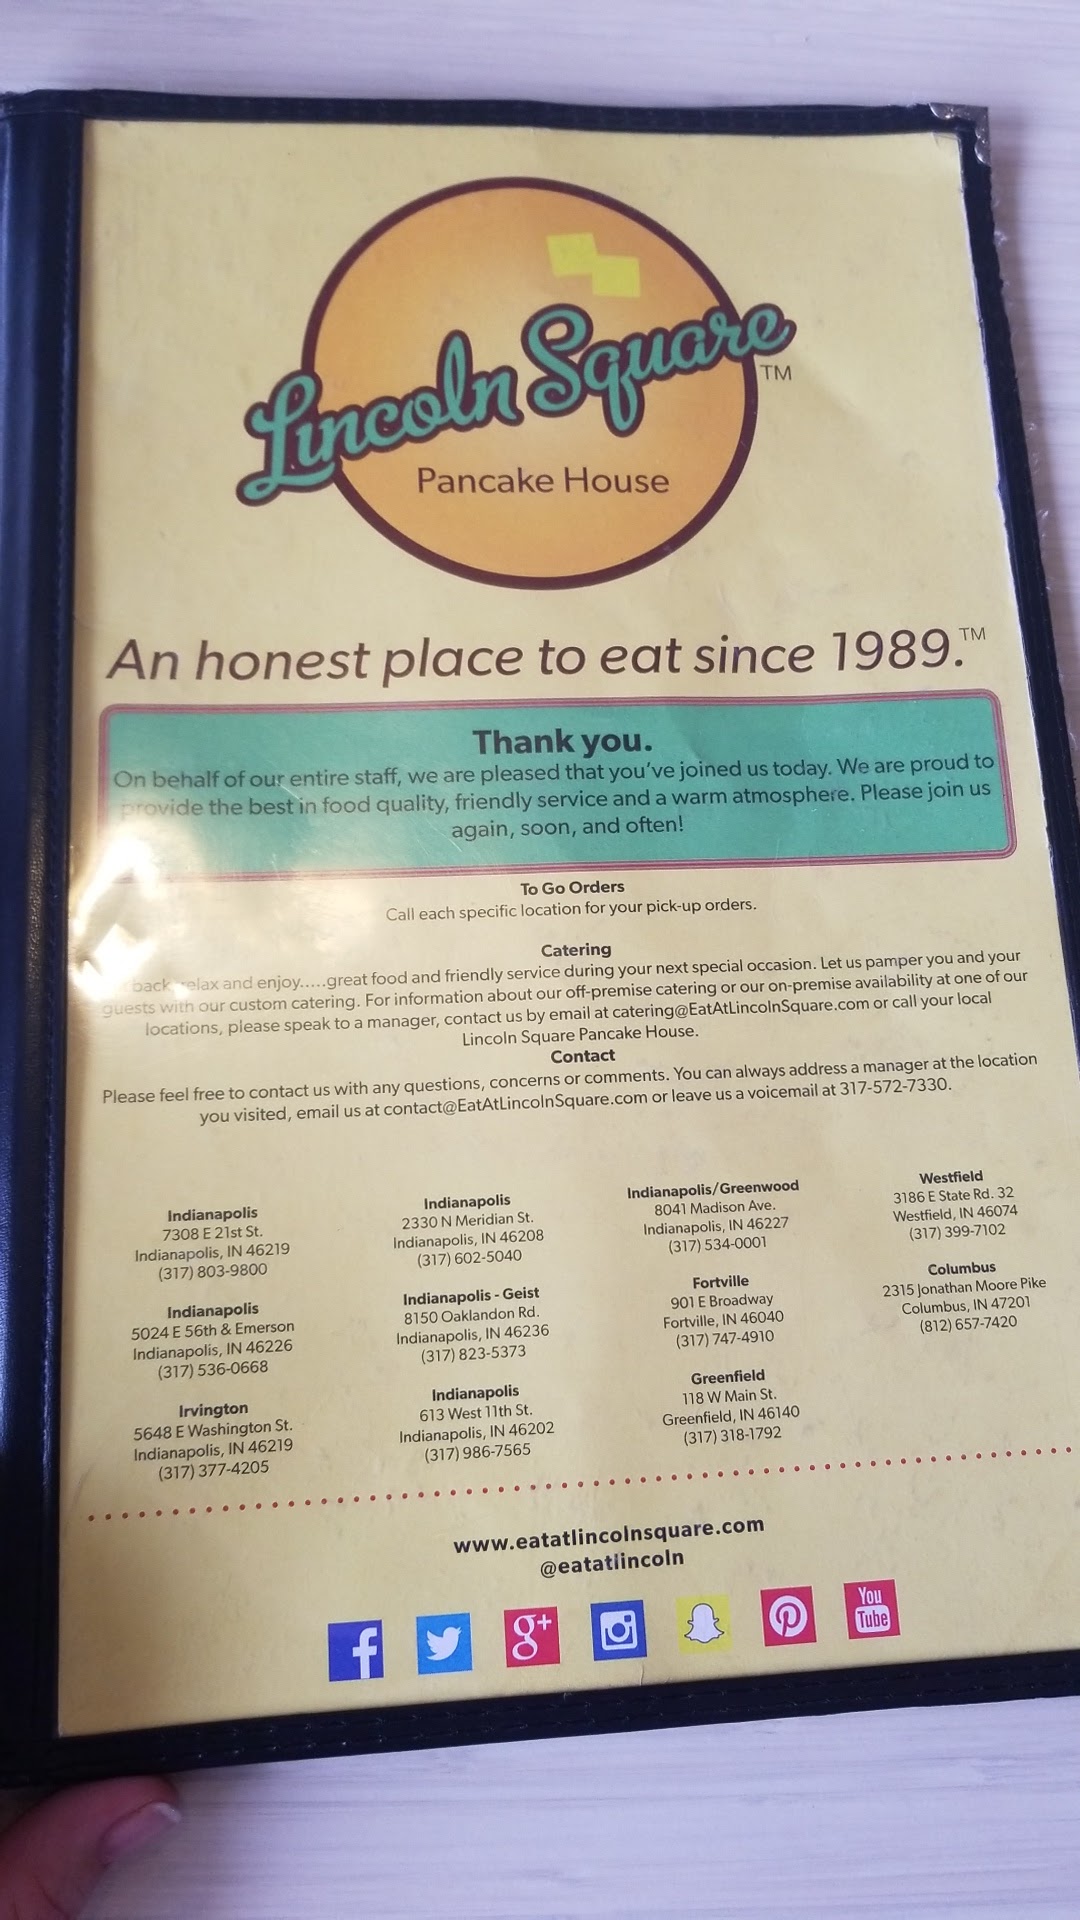 Lincoln Square
TM
Pancake House
An honest place to eat since 1989.™
Thank you.
On behalf of our entire staff, we are pleased that you've joined us today. We are proud to
provide the best in food quality, friendly service and a warm atmosphere. Please join us
again, soon, and often!
To Go Orders
Call each specific location for your pick-up orders.
Catering
back, relax and enjoy.....great food and friendly service during your next special occasion. Let us pamper you and your
guests with our custom catering. For information about our off-premise catering or our on-premise availability at one of our
locations, please speak to a manager, contact us by email at catering@EatAtLincolnSquare.com or call your local
Lincoln Square Pancake House.
Contact
Please feel free to contact us with any questions, concerns or comments. You can always address a manager at the location
you visited, email us at contact@EatAtLincolnSquare.com or leave us a voicemail at 317-572-7330.
Indianapolis
7308 E 21st St.
Indianapolis, IN 46219
(317) 803-9800
Indianapolis
5024 E 56th & Emerson
Indianapolis, IN 46226
(317) 536-0668
Irvington
5648 E Washington St.
Indianapolis, IN 46219
(317) 377-4205
Indianapolis
2330 N Meridian St.
Indianapolis, IN 46208
(317) 602-5040
Indianapolis - Geist
8150 Oaklandon Rd.
Indianapolis, IN 46236
(317) 823-5373
Indianapolis
613 West 11th St.
Indianapolis, IN 46202
(317) 986-7565
Indianapolis/Greenwood
8041 Madison Ave.
Indianapolis, IN 46227
(317) 534-0001
Fortville
901 E Broadway
Fortville, IN 46040
(317) 747-4910
Greenfield
118 W Main St.
Greenfield, IN 46140
(317) 318-1792
Westfield
3186 E State Rd. 32
Westfield, IN 46074
(317) 399-7102
Columbus
2315 Jonathan Moore Pike
Columbus, IN 47201
(812) 657-7420
www.eatatlincolnsquare.com
@eatatlincoln
f
g+
You
Tube